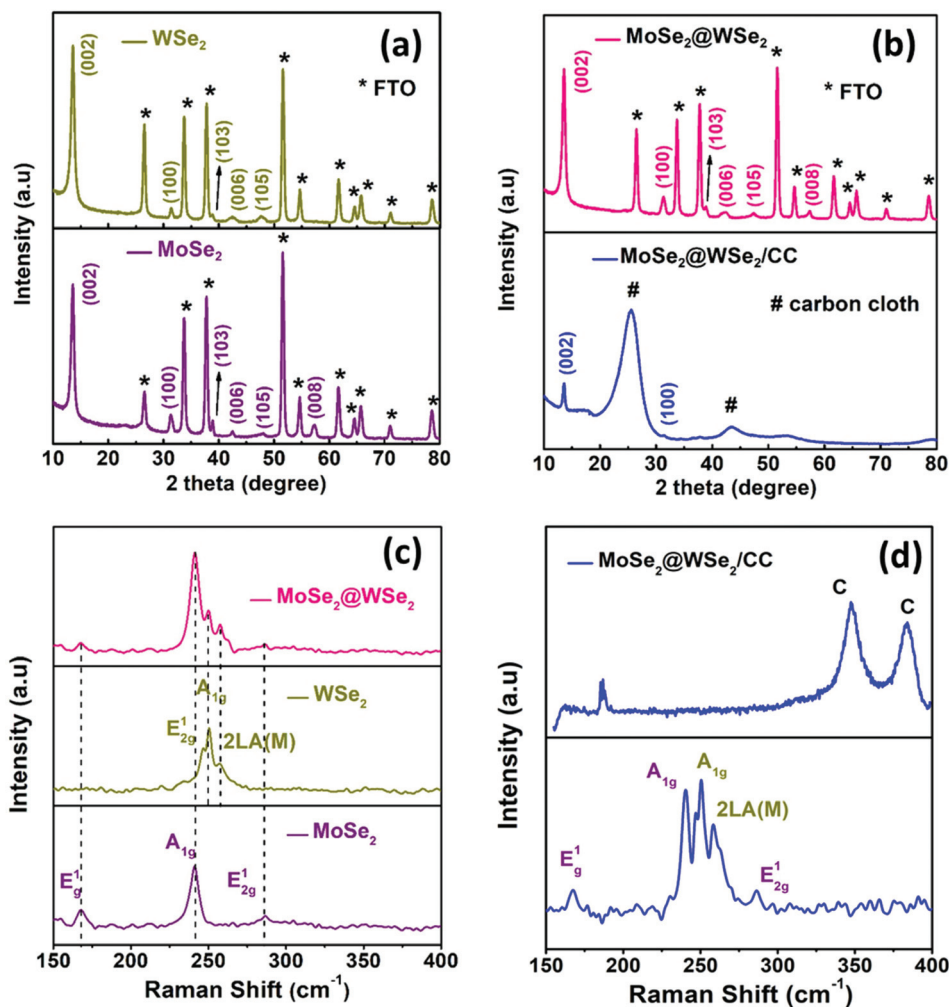 (a)
WSe₂
* FTO
(002)
*
*
*
*
*
*
*
*
*
*
(100)
(103)
(006)
(105)
MoSe₂
(002)
*
*
*
*
*
*
*
*
*
*
(100)
(103)
(006)
(105)
(008)
Intensity (a.u)
10 20 30 40 50 60 70 80
2 theta (degree)
(b)
MoSe₂@WSe₂
* FTO
(002)
*
*
*
*
*
*
*
*
*
*
(100)
(103)
(006)
(105)
(008)
MoSe₂@WSe₂/CC
# carbon cloth
(002)
#
(100)
#
Intensity (a.u)
10 20 30 40 50 60 70 80
2 theta (degree)
(c)
MoSe₂@WSe₂
WSe₂
A₁g
E¹₂g
2LA(M)
MoSe₂
E¹g
A₁g
E¹₂g
Intensity (a.u)
150 200 250 300 350 400
Raman Shift (cm⁻¹)
(d)
MoSe₂@WSe₂/CC
C
C
A₁g
A₁g
2LA(M)
E¹g
E¹₂g
Intensity (a.u)
150 200 250 300 350 400
Raman Shift (cm⁻¹)